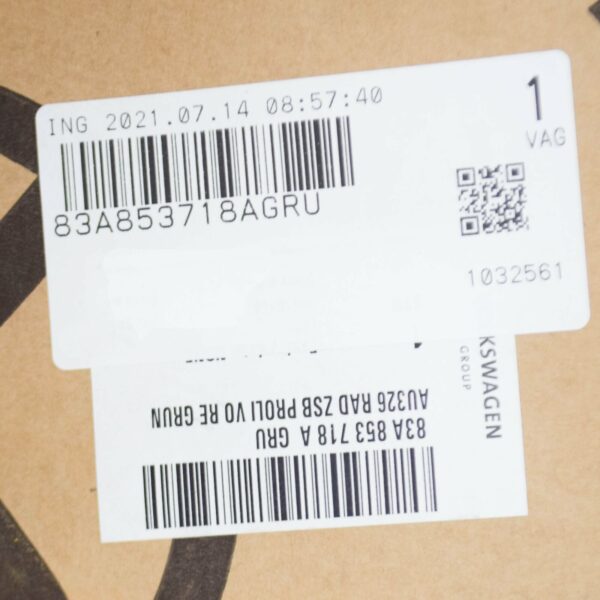 ING 2021.07.14 08:57:40
1
VAG
83A853718AGRU
1032561
KSWAGEN
GROUP
83A 853 718 A GRU
AU326 RAD ZSB PROLI VO RE GRUN